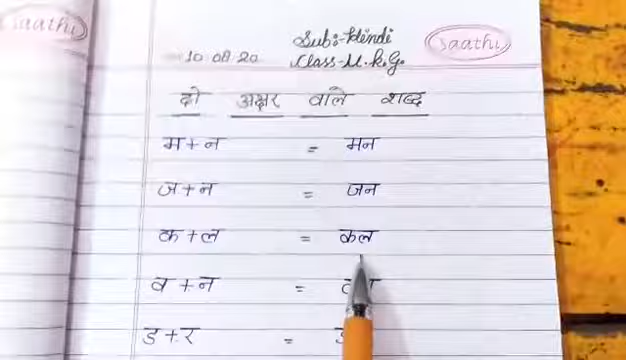 saathi
Sub:- Hindi
saathi
10 08 20
Class- U.K.G.
दो अक्षर वाले शब्द
म + न = मन
ज + न = जन
क + ल = कल
व + न =
ड + र =